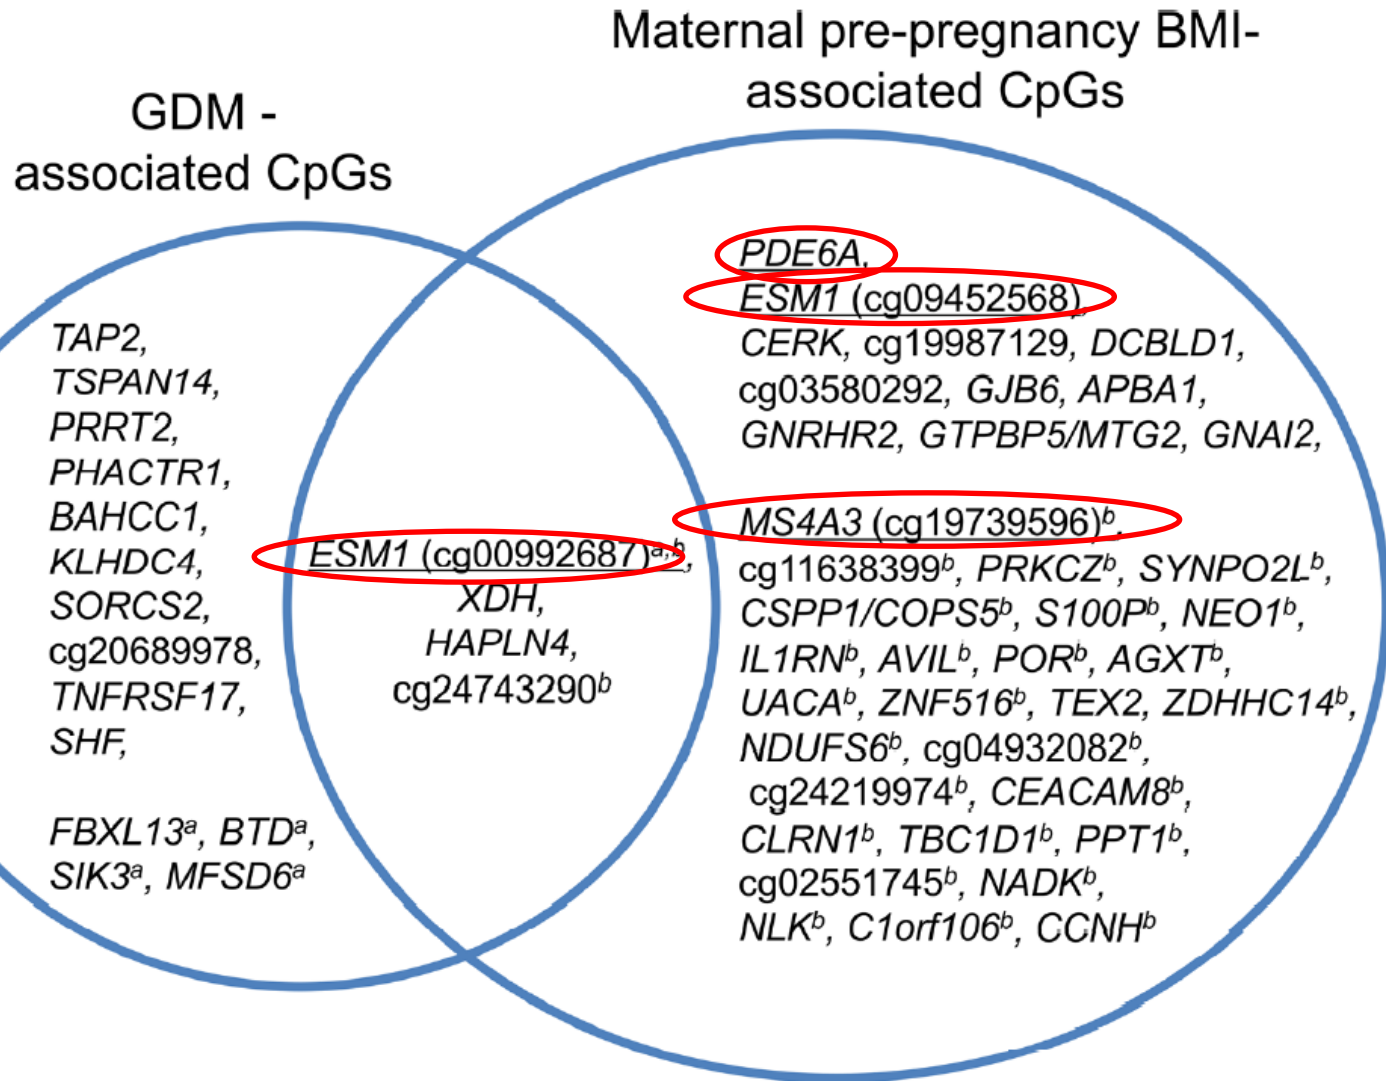 Maternal pre-pregnancy BMI-
associated CpGs
GDM -
associated CpGs
TAP2,
TSPAN14,
PRRT2,
PHACTR1,
BAHCC1,
KLHDC4,
SORCS2,
cg20689978,
TNFRSF17,
SHF,
FBXL13ᵃ, BTDᵃ,
SIK3ᵃ, MFSD6ᵃ
ESM1 (cg00992687)ᵃ,ᵇ,
XDH,
HAPLN4,
cg24743290ᵇ
PDE6A,
ESM1 (cg09452568),
CERK, cg19987129, DCBLD1,
cg03580292, GJB6, APBA1,
GNRHR2, GTPBP5/MTG2, GNAI2,
MS4A3 (cg19739596)ᵇ,
cg11638399ᵇ, PRKCZᵇ, SYNPO2Lᵇ,
CSPP1/COPS5ᵇ, S100Pᵇ, NEO1ᵇ,
IL1RNᵇ, AVILᵇ, PORᵇ, AGXTᵇ,
UACAᵇ, ZNF516ᵇ, TEX2, ZDHHC14ᵇ,
NDUFS6ᵇ, cg04932082ᵇ,
cg24219974ᵇ, CEACAM8ᵇ,
CLRN1ᵇ, TBC1D1ᵇ, PPT1ᵇ,
cg02551745ᵇ, NADKᵇ,
NLKᵇ, C1orf106ᵇ, CCNHᵇ